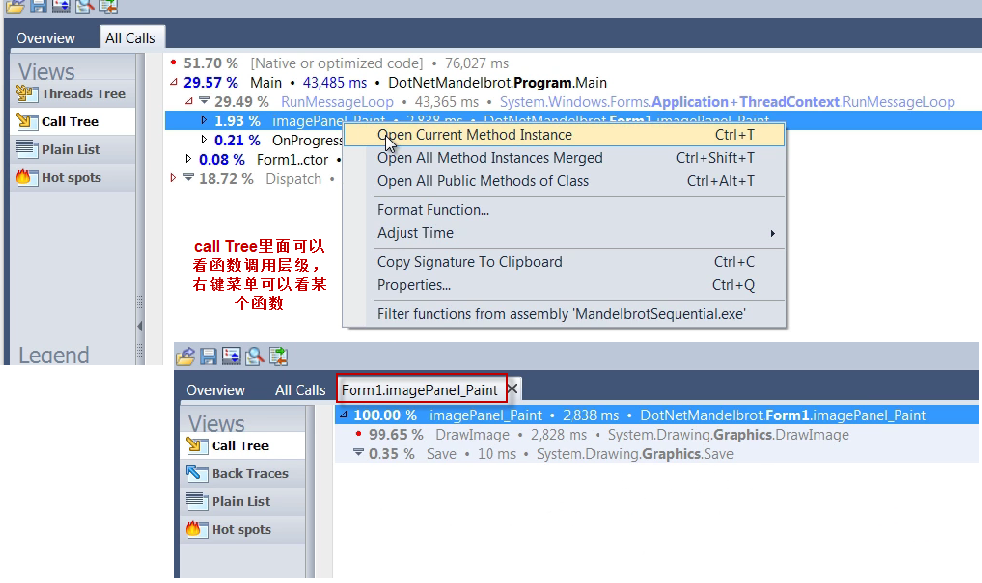 Overview
All Calls
Views
Threads Tree
Call Tree
Plain List
Hot spots
Legend
51.70 % [Native or optimized code] • 76,027 ms
29.57 % Main • 43,485 ms • DotNetMandelbrot.Program.Main
29.49 % RunMessageLoop • 43,365 ms • System.Windows.Forms.Application+ThreadContext.RunMessageLoop
1.93 % imagePanel_Paint • 2,838 ms • DotNetMandelbrot.Form1.imagePanel_Paint
0.21 % OnProgress
0.08 % Form1..ctor •
18.72 % Dispatch •
Open Current Method Instance Ctrl+T
Open All Method Instances Merged Ctrl+Shift+T
Open All Public Methods of Class Ctrl+Alt+T
Format Function...
Adjust Time
Copy Signature To Clipboard Ctrl+C
Properties... Ctrl+Q
Filter functions from assembly 'MandelbrotSequential.exe'
call Tree里面可以
看函数调用层级，
右键菜单可以看某
个函数
Overview
All Calls
Form1.imagePanel_Paint
Views
Call Tree
Back Traces
Plain List
Hot spots
100.00 % imagePanel_Paint • 2,838 ms • DotNetMandelbrot.Form1.imagePanel_Paint
99.65 % DrawImage • 2,828 ms • System.Drawing.Graphics.DrawImage
0.35 % Save • 10 ms • System.Drawing.Graphics.Save